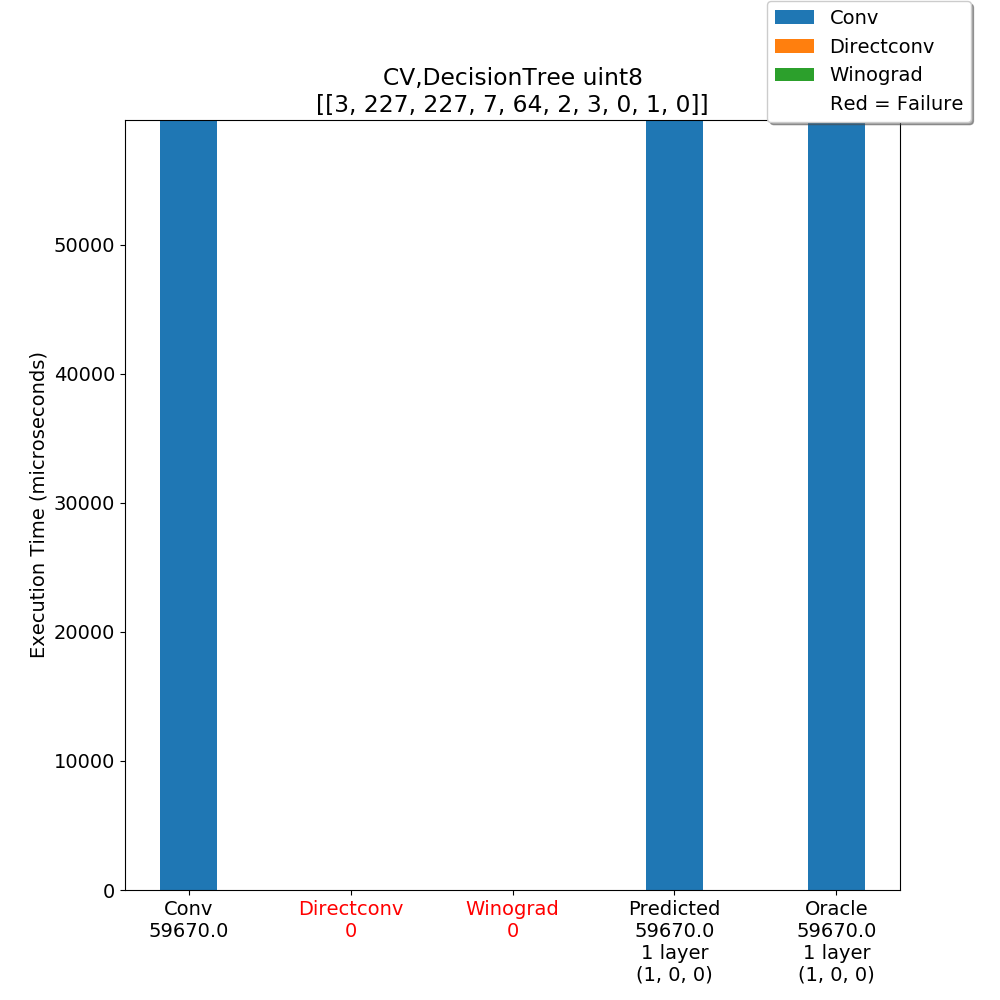 Conv
Directconv
Winograd
Red = Failure
CV,DecisionTree uint8
[[3, 227, 227, 7, 64, 2, 3, 0, 1, 0]]
Execution Time (microseconds)
50000
40000
30000
20000
10000
0
Conv
59670.0
Directconv
0
Winograd
0
Predicted
59670.0
1 layer
(1, 0, 0)
Oracle
59670.0
1 layer
(1, 0, 0)